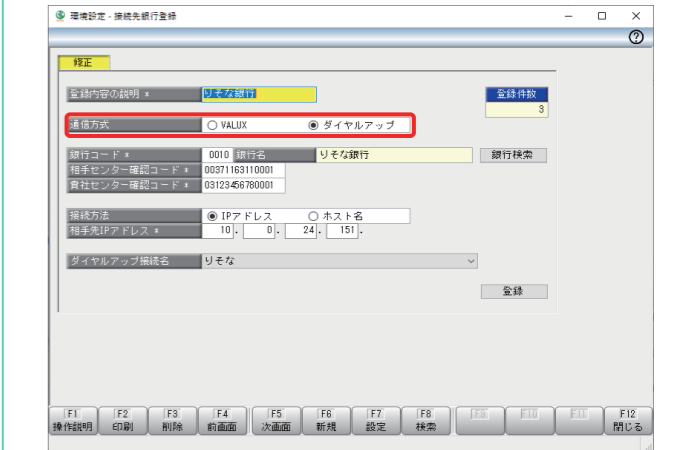 環境設定 - 接続先銀行登録
修正
登録内容の説明 * りそな銀行 登録件数
3
通信方式 VALUX ダイヤルアップ
銀行コード * 0010 銀行名 りそな銀行 銀行検索
相手センター確認コード * 00371163110001
貴社センター確認コード * 03123456780001
接続方法 IPアドレス ホスト名
相手先IPアドレス * 10 . 0 . 24 . 151 .
ダイヤルアップ接続名 りそな
登録
F1 F2 F3 F4 F5 F6 F7 F8 F9 F10 F11 F12
操作説明 印刷 削除 前画面 次画面 新規 設定 検索 閉じる